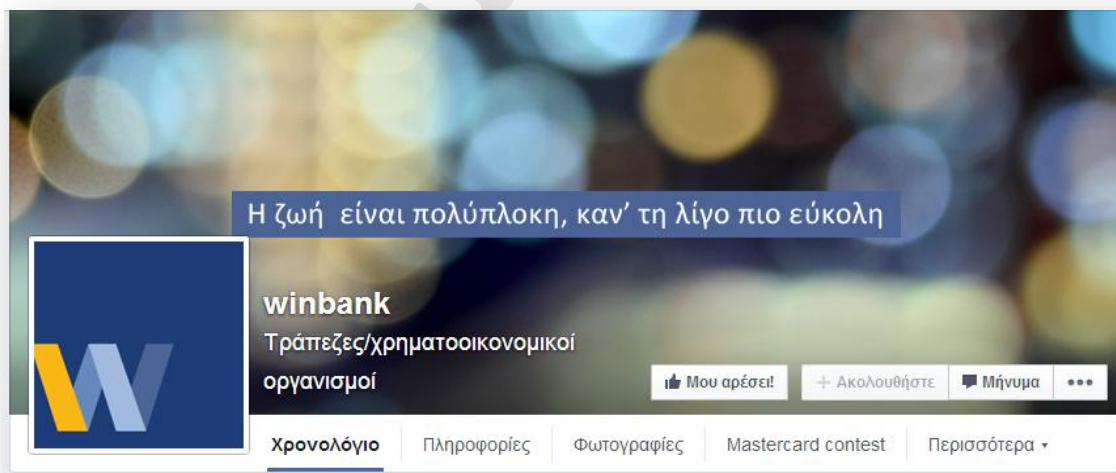 Η ζωή είναι πολύπλοκη, καν' τη λίγο πιο εύκολη
W
winbank
Τράπεζες/χρηματοοικονομικοί
οργανισμοί
Μου αρέσει!
+ Ακολουθήστε
Μήνυμα
Χρονολόγιο Πληροφορίες Φωτογραφίες Mastercard contest Περισσότερα